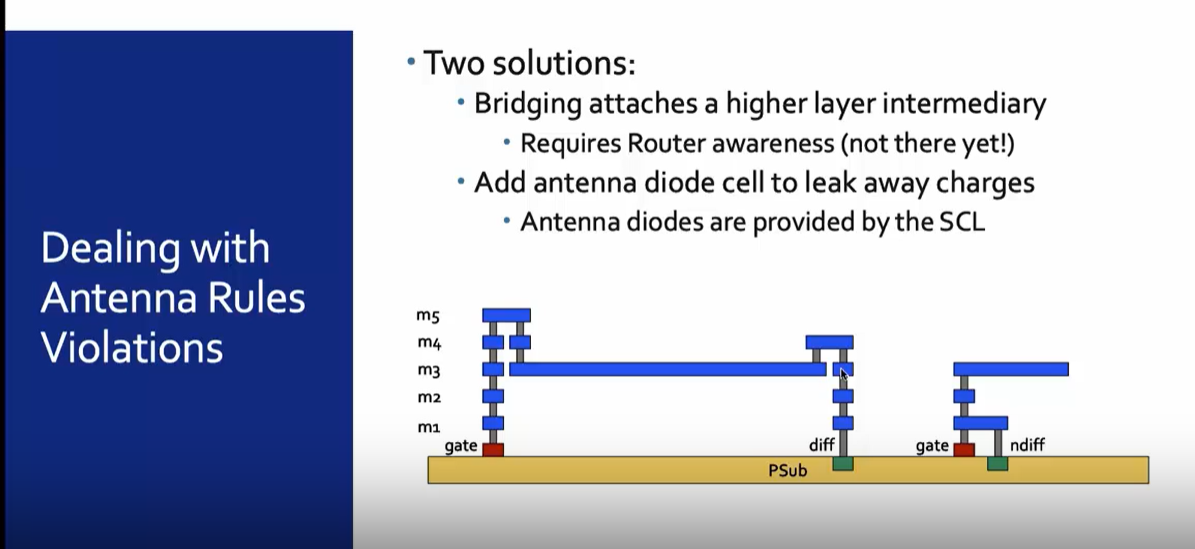 Dealing with
Antenna Rules
Violations
• Two solutions:
• Bridging attaches a higher layer intermediary
• Requires Router awareness (not there yet!)
• Add antenna diode cell to leak away charges
• Antenna diodes are provided by the SCL
m5
m4
m3
m2
m1
gate
diff
gate
ndiff
PSub